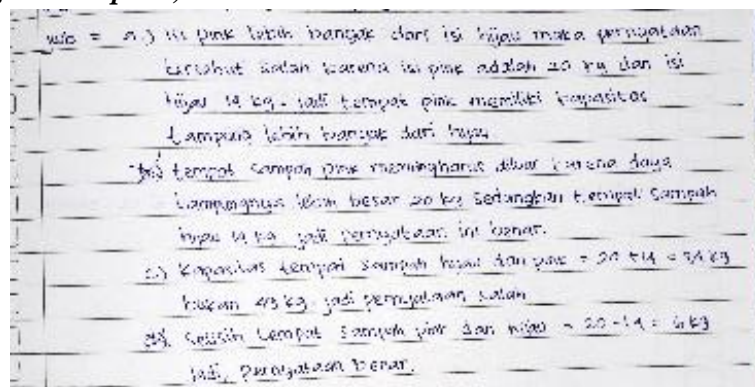 a.) isi pink lebih banyak dari isi hijau maka pernyataan
tersebut salah karena isi pink adalah 20 kg dan isi
hijau 14 kg. jadi tempat pink memiliki kapasitas
tampung lebih banyak dari hijau
tempat sampah pink diluar karena daya
tampungnya lebih besar 20 kg sedangkan tempat sampah
hijau 14 kg jadi pernyataan ini benar.
c.) kapasitas tempat sampah hijau dan pink = 20 + 14 = 34 kg
bukan 43 kg. jadi pernyataan salah
d.) selisih tempat sampah pink dan hijau = 20 - 14 = 6 kg
jadi, pernyataan benar.